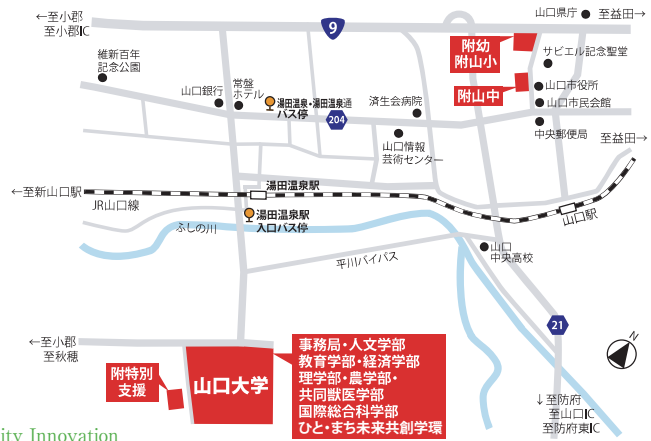 ←至小郡
至小郡IC
9
山口県庁
至益田→
附幼
附山小
維新百年
記念公園
サビエル記念聖堂
山口銀行
常盤
ホテル
湯田温泉・湯田温泉通
バス停
済生会病院
附山中
山口市役所
山口市民会館
204
中央郵便局
山口情報
芸術センター
至益田→
←至新山口駅
湯田温泉駅
JR山口線
山口駅
湯田温泉駅
入口バス停
ふしの川
平川バイパス
山口
中央高校
21
←至小郡
至秋穂
附特別
支援
山口大学
事務局・人文学部
教育学部・経済学部
理学部・農学部・
共同獣医学部
国際総合科学部
ひと・まち未来共創学環
N
↓至防府
至山口IC
至防府東IC
ity Innovation